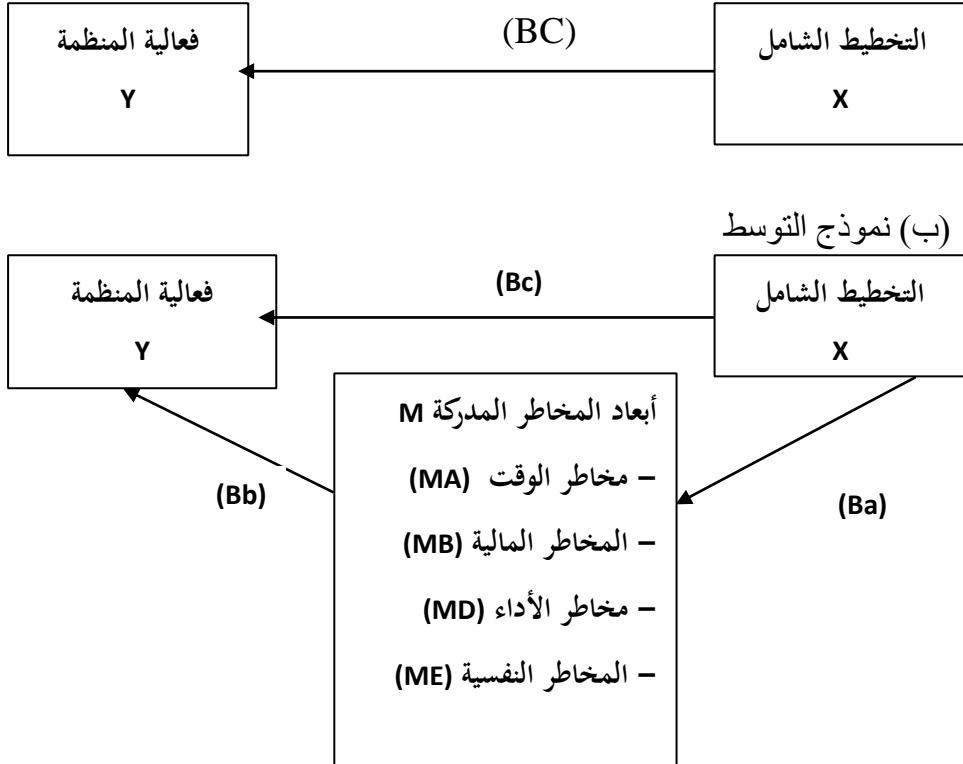 التخطيط الشامل
X
(BC)
فعالية المنظمة
Y
(ب) نموذج التوسط
التخطيط الشامل
X
(Bc)
فعالية المنظمة
Y
أبعاد المخاطر المدركة M
– مخاطر الوقت (MA)
– المخاطر المالية (MB)
– مخاطر الأداء (MD)
– المخاطر النفسية (ME)
(Ba)
(Bb)